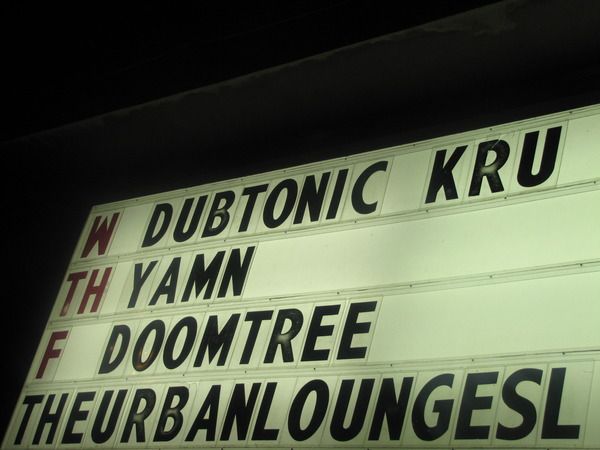 W DUBTONIC KRU
TH YAMN
F DOOMTREE
THEURBANLOUNGESL